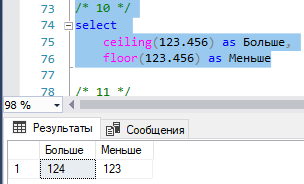 73 /* 10 */
74 select
75 ceiling(123.456) as Больше,
76 floor(123.456) as Меньше
77
78 /* 11 */
98 %
Результаты Сообщения
Больше Меньше
1 124 123